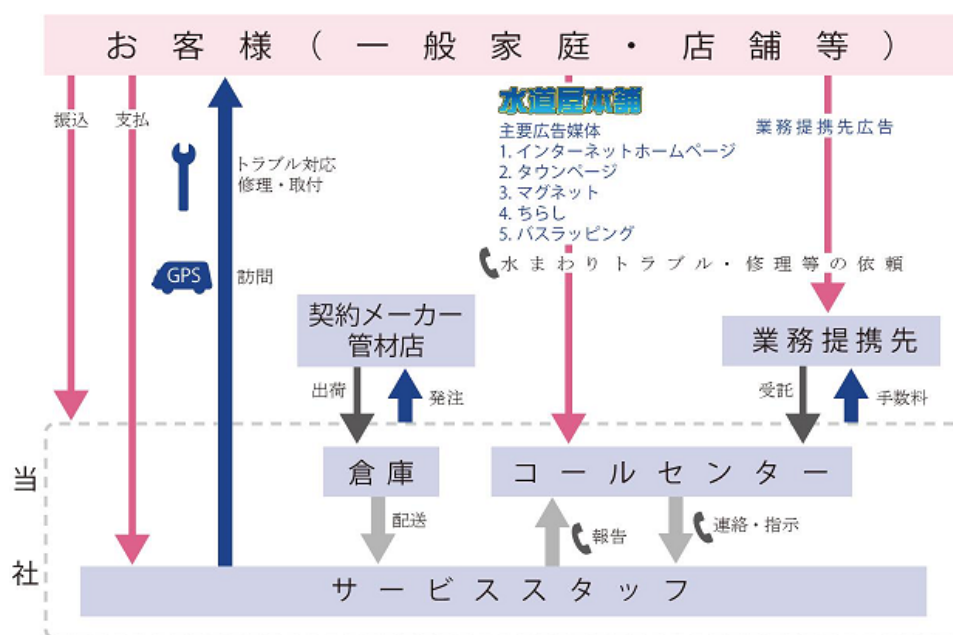 お客様（一般家庭・店舗等）
振込
支払
トラブル対応
修理・取付
GPS
訪問
水道屋本舗
主要広告媒体
1. インターネットホームページ
2. タウンページ
3. マグネット
4. ちらし
5. バスラッピング
業務提携先広告
水まわりトラブル・修理等の依頼
契約メーカー
管材店
業務提携先
出荷
発注
受託
手数料
当社
倉庫
コールセンター
配送
報告
連絡・指示
サービススタッフ